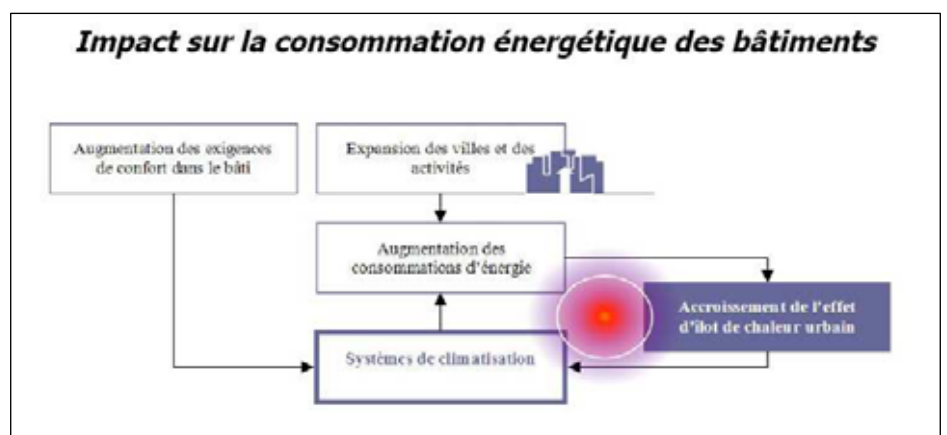 Impact sur la consommation énergétique des bâtiments
Augmentation des exigences
de confort dans le bâti
Expansion des villes et des
activités
Augmentation des
consommations d'énergie
Accroissement de l'effet
d'îlot de chaleur urbain
Systèmes de climatisation